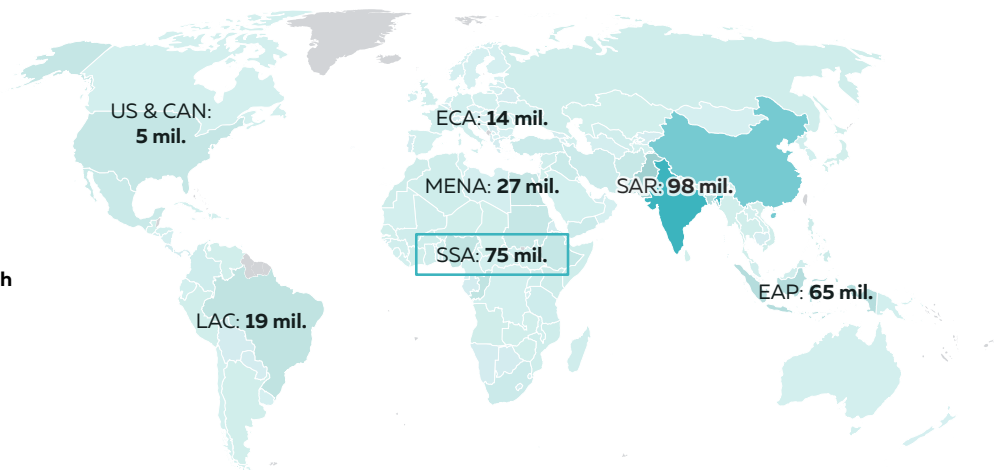 US & CAN:
5 mil.
ECA: 14 mil.
MENA: 27 mil.
SAR: 98 mil.
SSA: 75 mil.
h
EAP: 65 mil.
LAC: 19 mil.